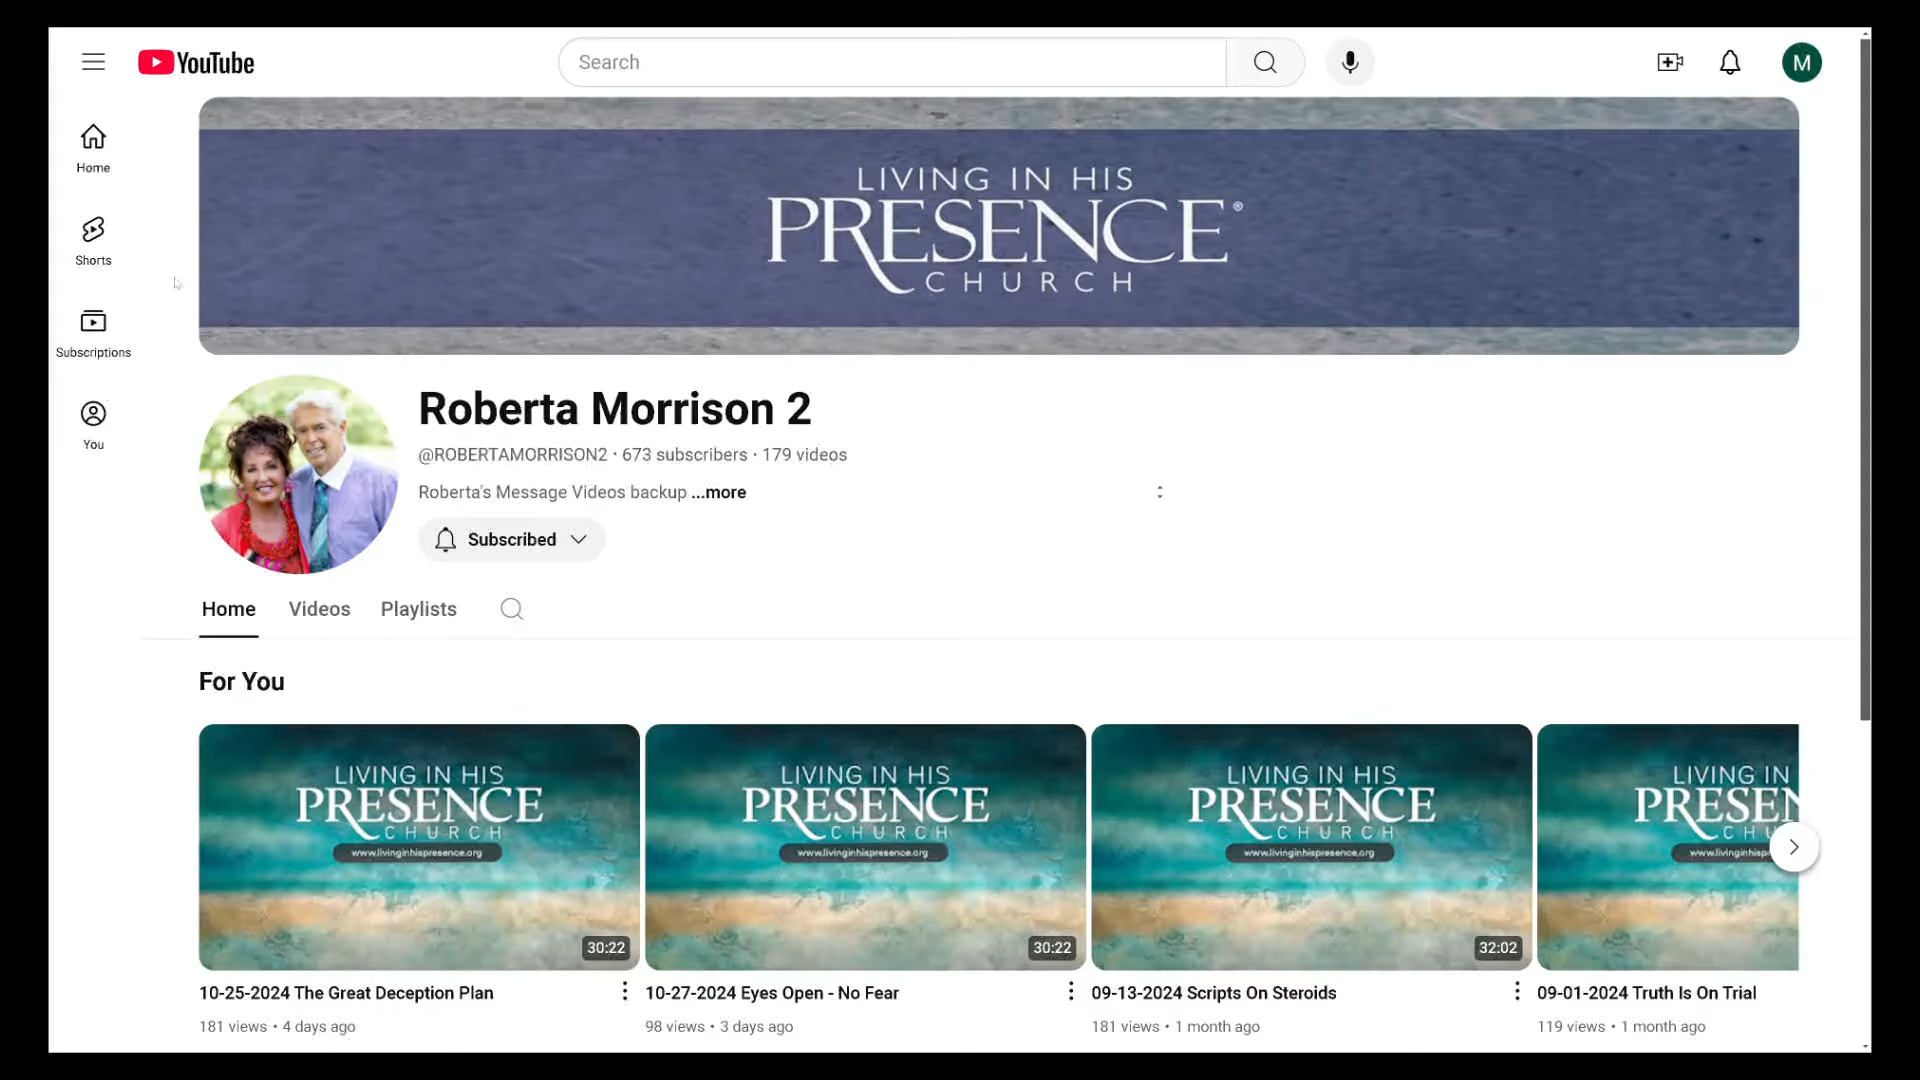 YouTube
Search
M
Home
Shorts
Subscriptions
You
LIVING IN HIS
PRESENCE®
CHURCH
Roberta Morrison 2
@ROBERTAMORRISON2 • 673 subscribers • 179 videos
Roberta's Message Videos backup ...more
Subscribed
Home Videos Playlists
For You
LIVING IN HIS
PRESENCE
CHURCH
www.livinginhispresence.org
30:22
10-25-2024 The Great Deception Plan
181 views • 4 days ago
LIVING IN HIS
PRESENCE
CHURCH
www.livinginhispresence.org
30:22
10-27-2024 Eyes Open - No Fear
98 views • 3 days ago
LIVING IN HIS
PRESENCE
CHURCH
www.livinginhispresence.org
32:02
09-13-2024 Scripts On Steroids
181 views • 1 month ago
LIVING IN
PRESEN
CHU
www.livinginhisp
09-01-2024 Truth Is On Trial
119 views • 1 month ago